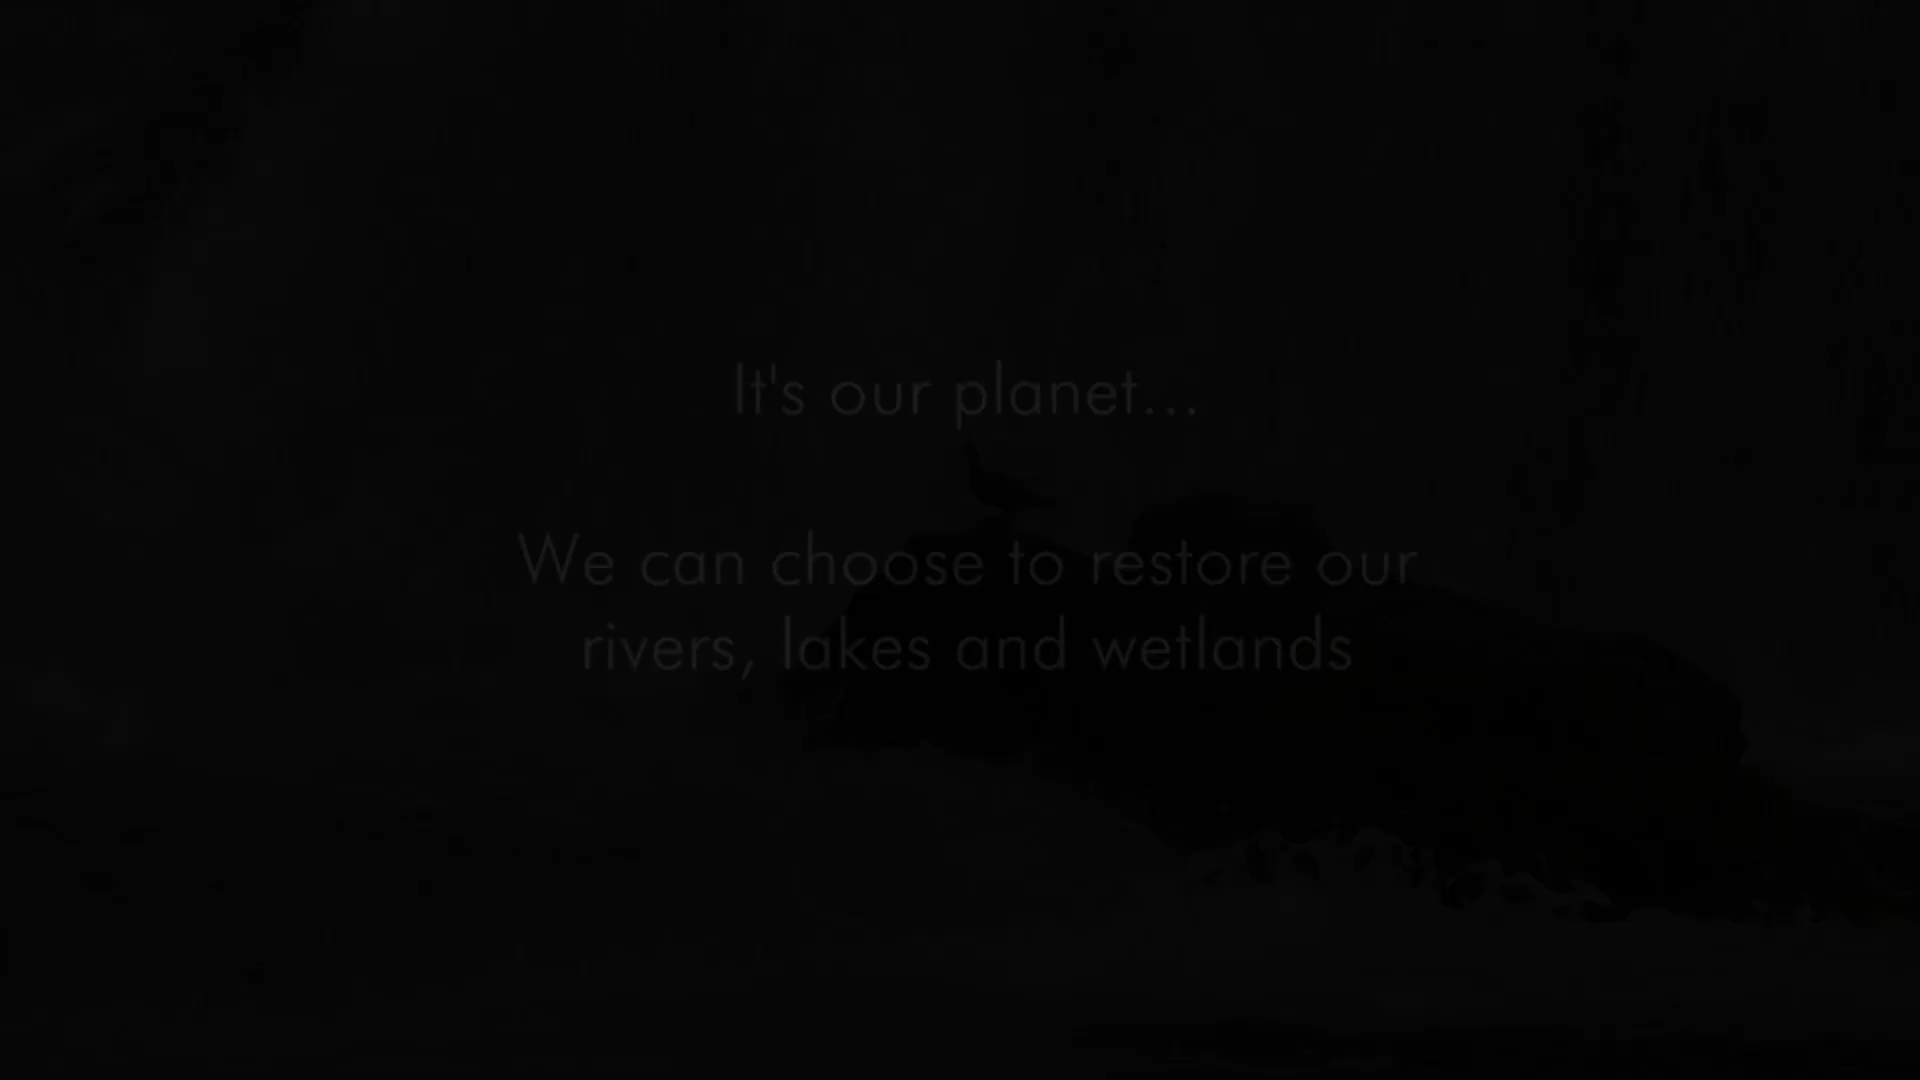 It's our planet...
We can choose to restore our
rivers, lakes and wetlands